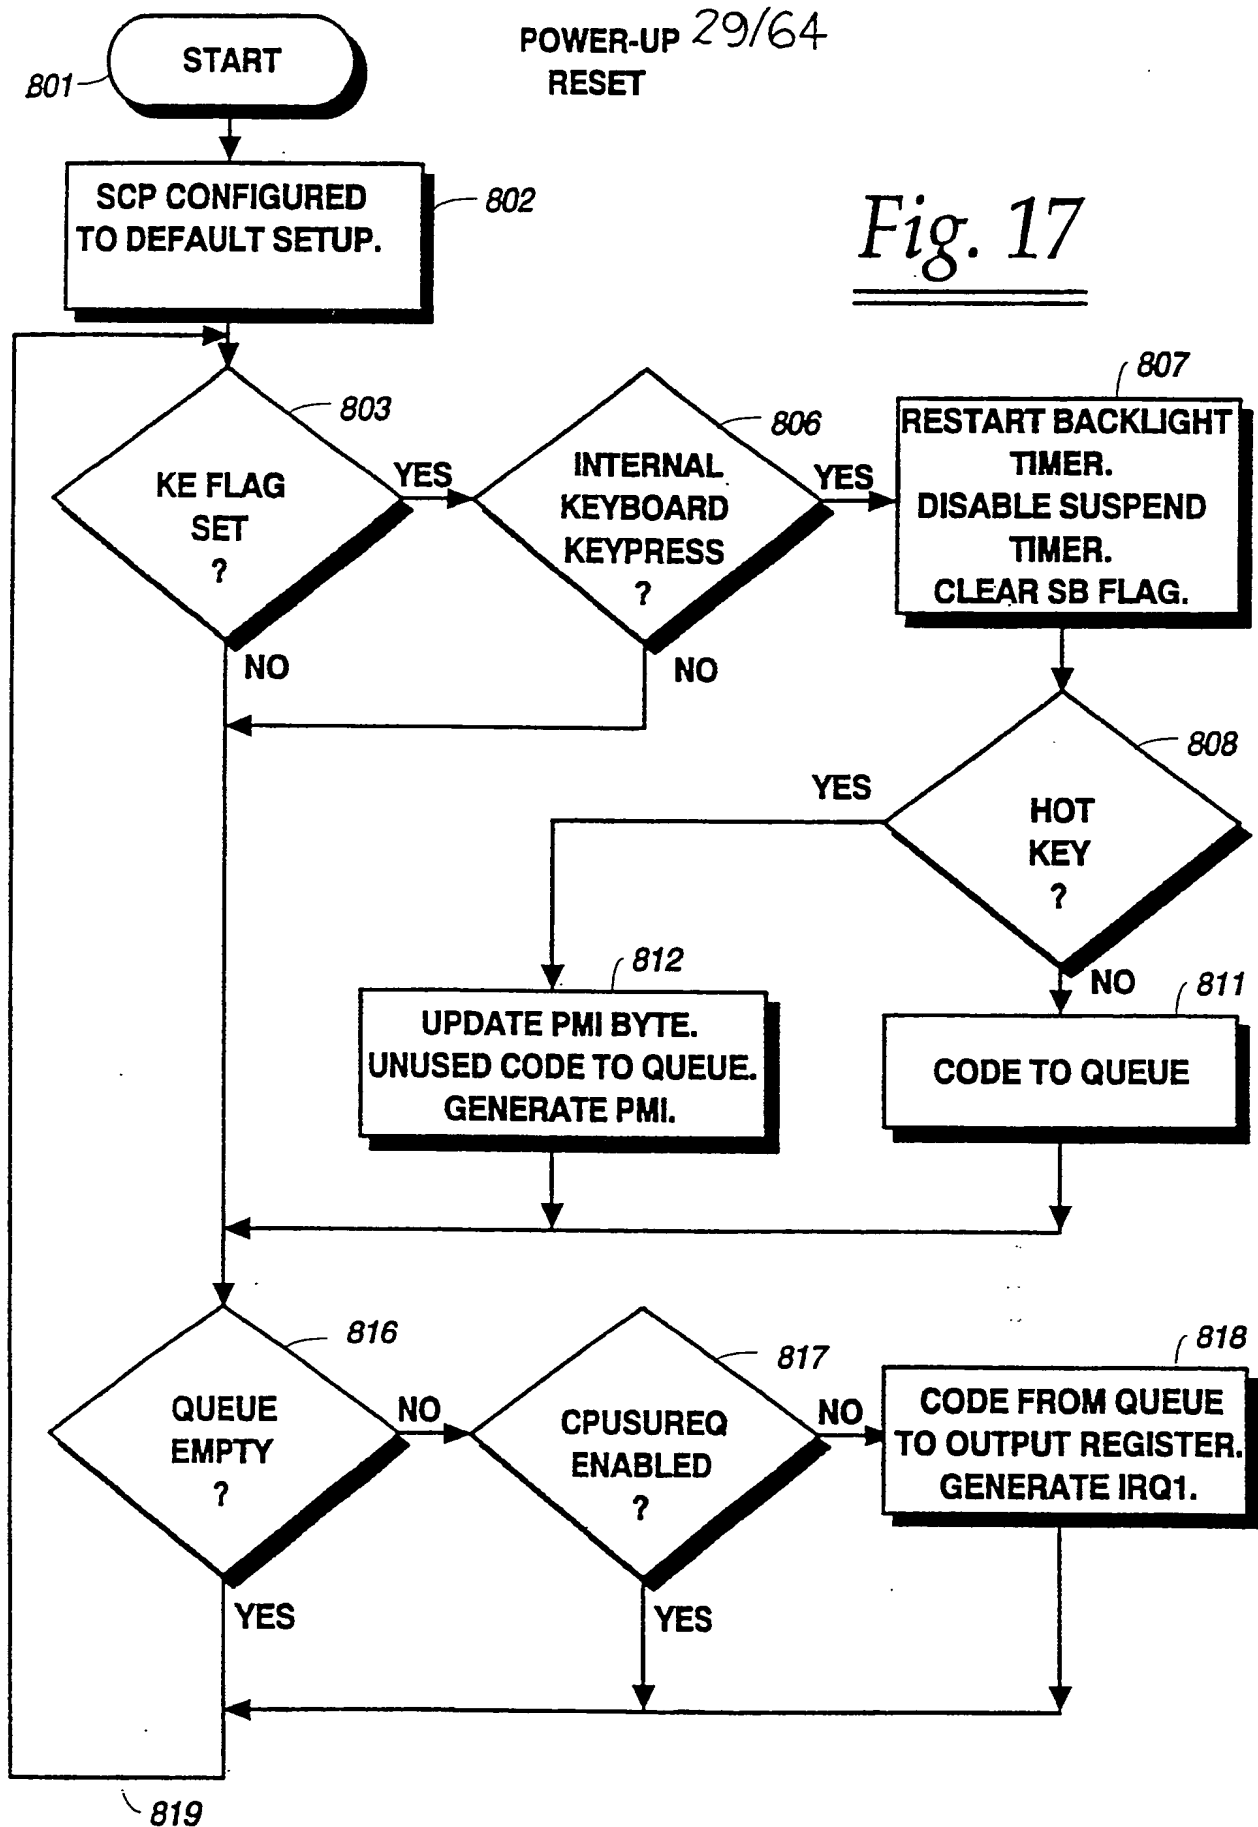 POWER-UP 29/64
RESET
START
801
SCP CONFIGURED
TO DEFAULT SETUP.
802
Fig. 17
803
KE FLAG
SET
?
YES
NO
806
INTERNAL
KEYBOARD
KEYPRESS
?
YES
NO
807
RESTART BACKLIGHT
TIMER.
DISABLE SUSPEND
TIMER.
CLEAR SB FLAG.
808
HOT
KEY
?
YES
NO
812
UPDATE PMI BYTE.
UNUSED CODE TO QUEUE.
GENERATE PMI.
811
CODE TO QUEUE
816
QUEUE
EMPTY
?
NO
YES
817
CPUSUREQ
ENABLED
?
NO
YES
818
CODE FROM QUEUE
TO OUTPUT REGISTER.
GENERATE IRQ1.
819